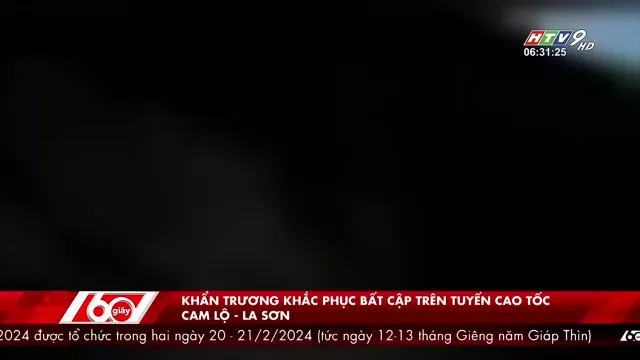 HTV9 HD
06:31:25
60 giây
KHẨN TRƯƠNG KHẮC PHỤC BẤT CẬP TRÊN TUYẾN CAO TỐC
CAM LỘ - LA SƠN
2024 được tổ chức trong hai ngày 20 - 21/2/2024 (tức ngày 12-13 tháng Giêng năm Giáp Thìn)